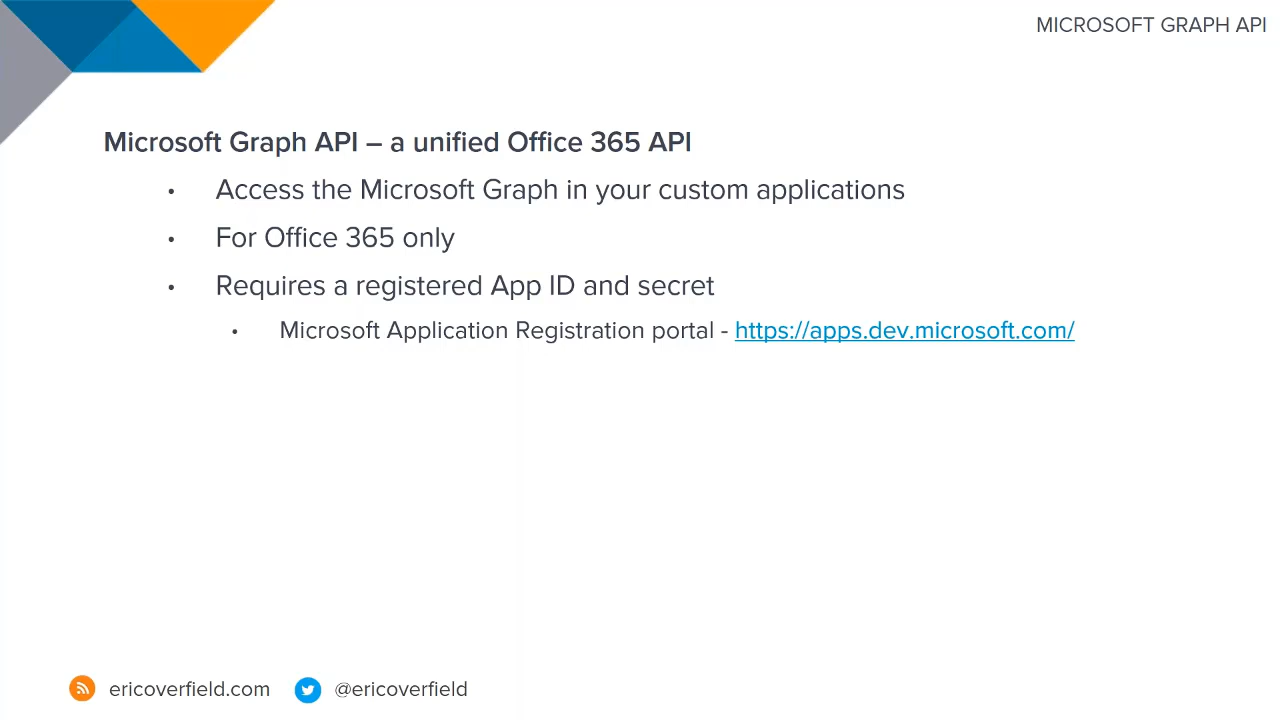 MICROSOFT GRAPH API
Microsoft Graph API – a unified Office 365 API
• Access the Microsoft Graph in your custom applications
• For Office 365 only
• Requires a registered App ID and secret
• Microsoft Application Registration portal - https://apps.dev.microsoft.com/
ericoverfield.com @ericoverfield